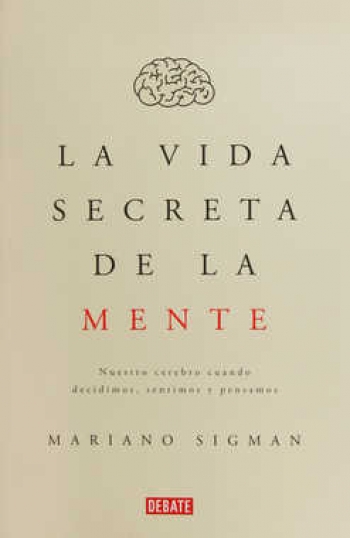 LA VIDA
SECRETA
DE LA
MENTE
Nuestro cerebro cuando
decidimos, sentimos y pensamos
MARIANO SIGMAN
DEBATE